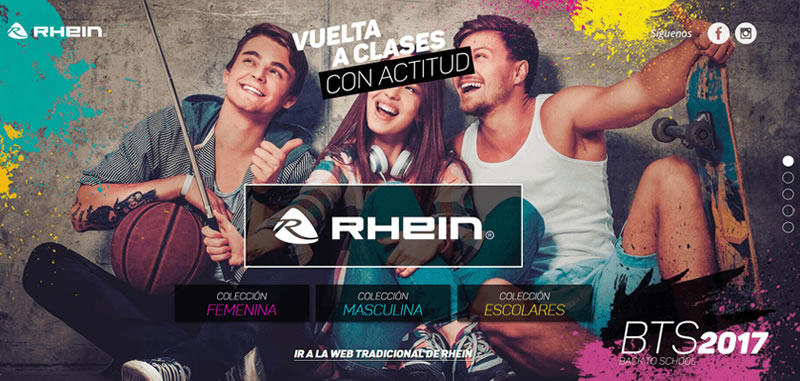 RHEIN
VUELTA
A CLASES
CON ACTITUD
Síguenos
RHEIN®
COLECCIÓN
FEMENINA
COLECCIÓN
MASCULINA
COLECCIÓN
ESCOLARES
BTS2017
BACK TO SCHOOL
IR A LA WEB TRADICIONAL DE RHEIN